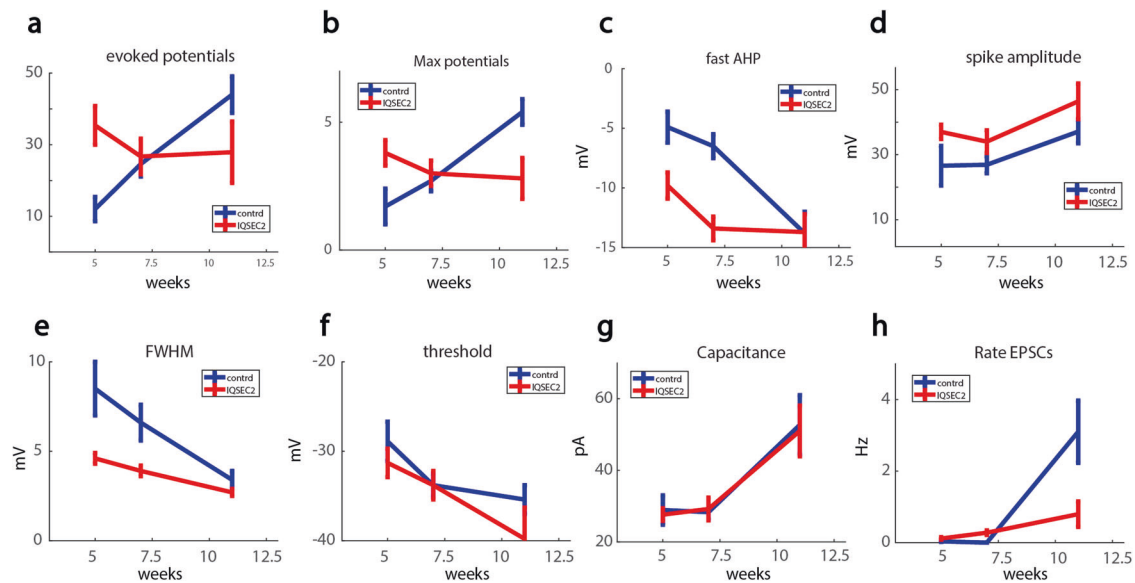 a
evoked potentials
50
30
10
5
7.5
10
12.5
weeks
contrd
IQSEC2
b
Max potentials
5
0
5
7.5
10
12.5
weeks
contrd
IQSEC2
c
fast AHP
0
-5
-10
-15
mV
5
7.5
10
12.5
weeks
contrd
IQSEC2
d
spike amplitude
50
30
10
mV
5
7.5
10
12.5
weeks
contrd
IQSEC2
e
FWHM
10
5
0
mV
5
7.5
10
12.5
weeks
contrd
IQSEC2
f
threshold
-20
-30
-40
mV
5
7.5
10
12.5
weeks
contrd
IQSEC2
g
Capacitance
60
40
20
pA
5
7.5
10
12.5
weeks
contrd
IQSEC2
h
Rate EPSCs
4
2
0
Hz
5
7.5
10
12.5
weeks
contrd
IQSEC2